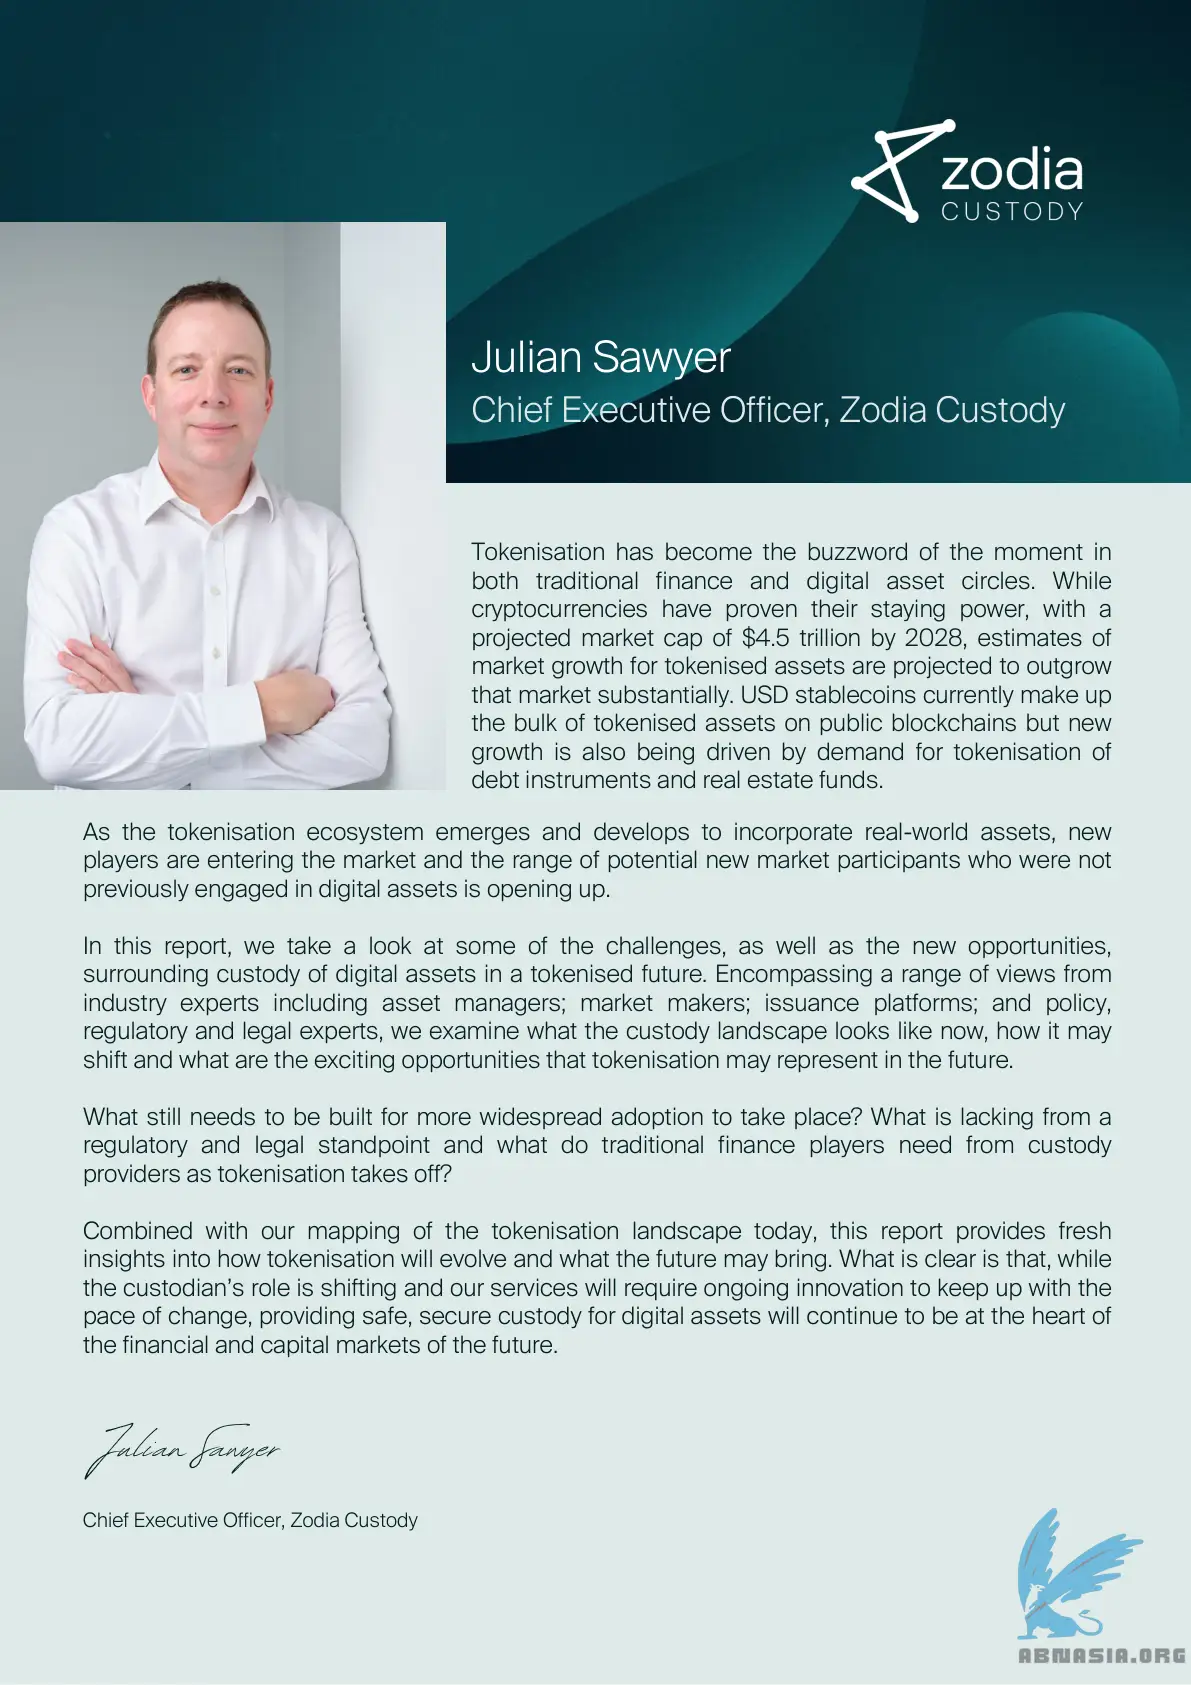 zodia
CUSTODY
Julian Sawyer
Chief Executive Officer, Zodia Custody
Tokenisation has become the buzzword of the moment in
both traditional finance and digital asset circles. While
cryptocurrencies have proven their staying power, with a
projected market cap of $4.5 trillion by 2028, estimates of
market growth for tokenised assets are projected to outgrow
that market substantially. USD stablecoins currently make up
the bulk of tokenised assets on public blockchains but new
growth is also being driven by demand for tokenisation of
debt instruments and real estate funds.
As the tokenisation ecosystem emerges and develops to incorporate real-world assets, new
players are entering the market and the range of potential new market participants who were not
previously engaged in digital assets is opening up.
In this report, we take a look at some of the challenges, as well as the new opportunities,
surrounding custody of digital assets in a tokenised future. Encompassing a range of views from
industry experts including asset managers; market makers; issuance platforms; and policy,
regulatory and legal experts, we examine what the custody landscape looks like now, how it may
shift and what are the exciting opportunities that tokenisation may represent in the future.
What still needs to be built for more widespread adoption to take place? What is lacking from a
regulatory and legal standpoint and what do traditional finance players need from custody
providers as tokenisation takes off?
Combined with our mapping of the tokenisation landscape today, this report provides fresh
insights into how tokenisation will evolve and what the future may bring. What is clear is that, while
the custodian's role is shifting and our services will require ongoing innovation to keep up with the
pace of change, providing safe, secure custody for digital assets will continue to be at the heart of
the financial and capital markets of the future.
Julian Sawyer
Chief Executive Officer, Zodia Custody
ABNASIA.ORG